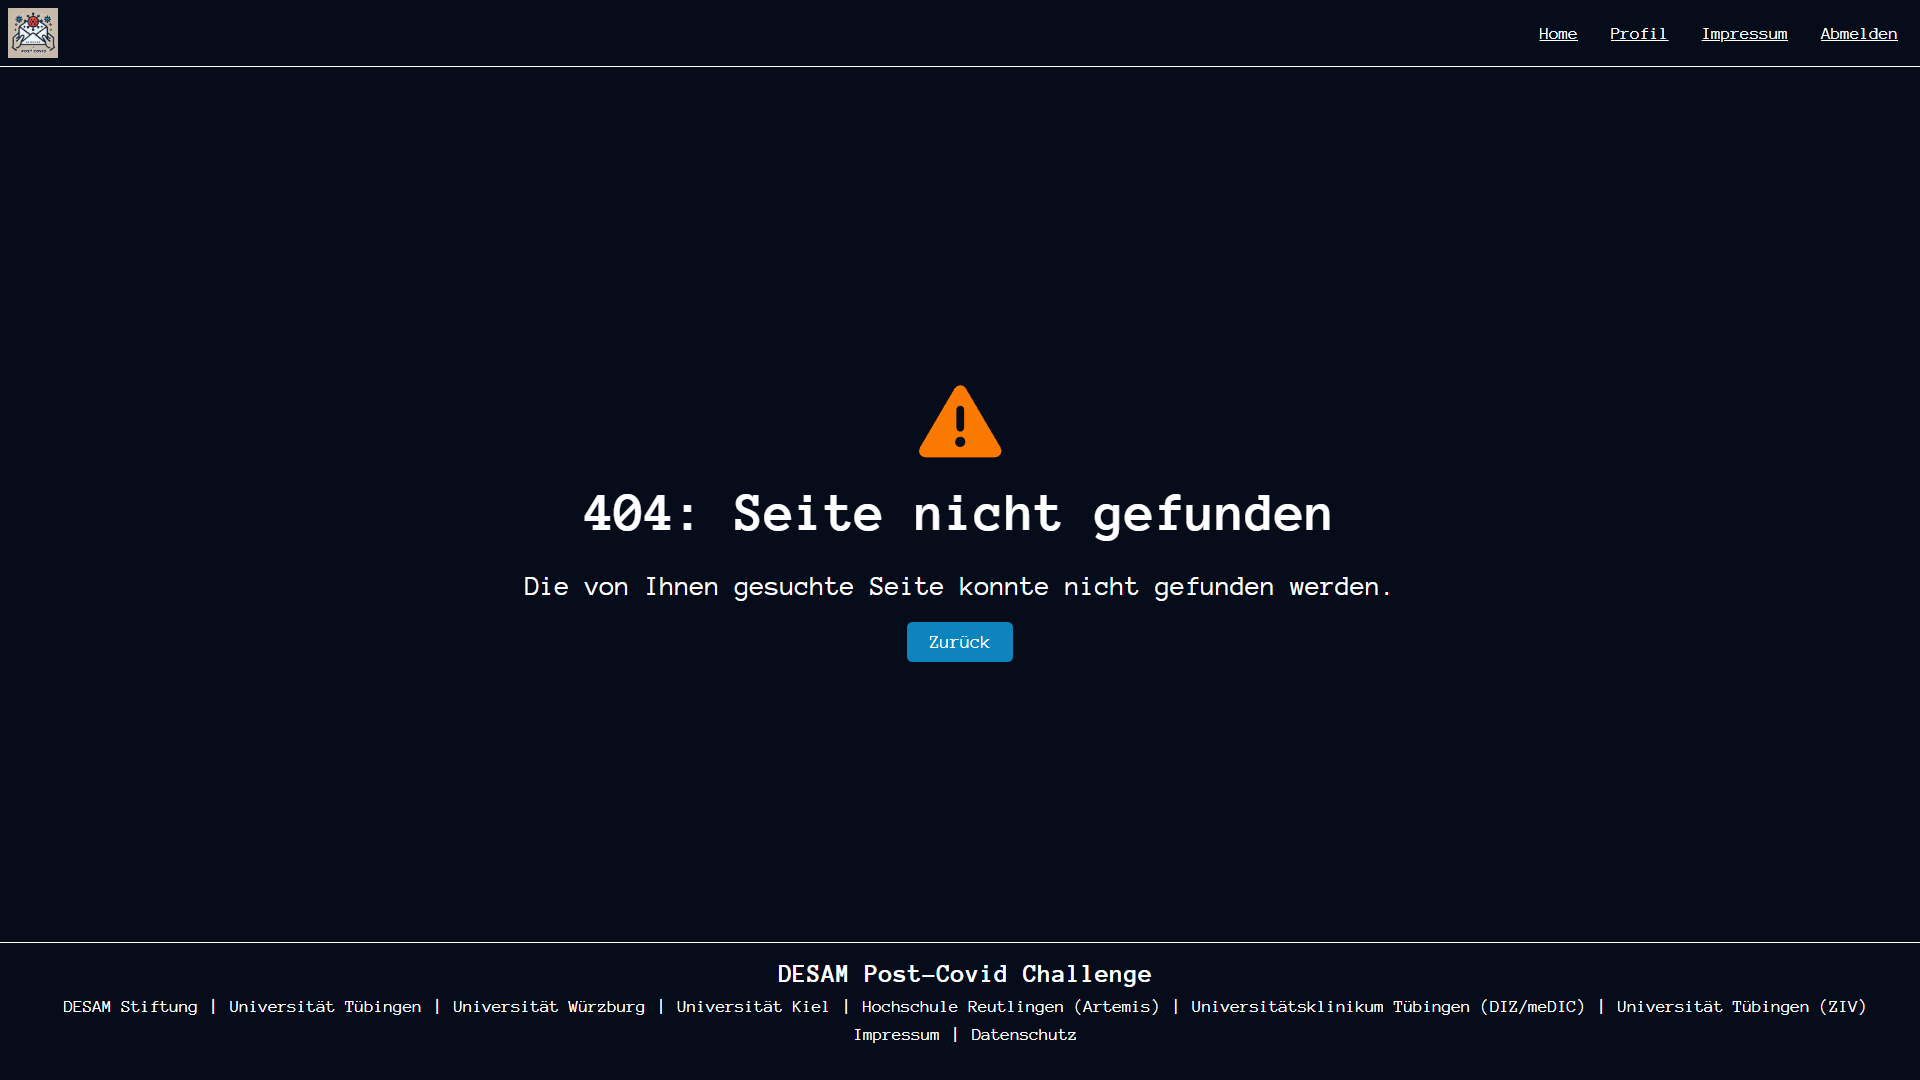 POST COVID
Home Profil Impressum Abmelden
404: Seite nicht gefunden
Die von Ihnen gesuchte Seite konnte nicht gefunden werden.
Zurück
DESAM Post-Covid Challenge
DESAM Stiftung | Universität Tübingen | Universität Würzburg | Universität Kiel | Hochschule Reutlingen (Artemis) | Universitätsklinikum Tübingen (DIZ/meDIC) | Universität Tübingen (ZIV)
Impressum | Datenschutz